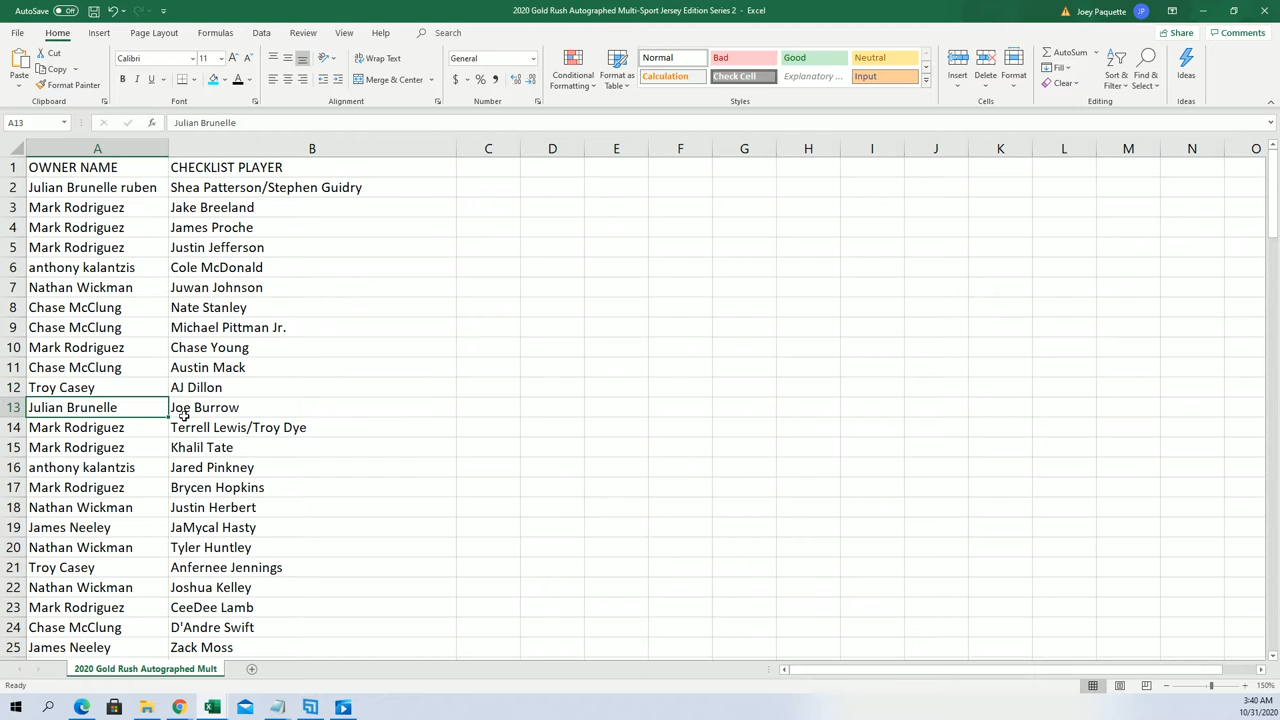 AutoSave Off 2020 Gold Rush Autographed Multi-Sport Jersey Edition Series 2 - Excel Joey Paquette JP
File Home Insert Page Layout Formulas Data Review View Help Search Share Comments
Paste Cut Copy Format Painter Clipboard
Calibri 11 B I U A Font
Wrap Text Merge & Center Alignment
General $ % Number
Conditional Formatting Format as Table
Normal Bad Good Neutral
Calculation Check Cell Explanatory ... Input
Styles
Insert Delete Format Cells
AutoSum Fill Clear Sort & Filter Find & Select Editing
Ideas Ideas
A13 fx Julian Brunelle
A B C D E F G H I J K L M N O
1 OWNER NAME CHECKLIST PLAYER
2 Julian Brunelle ruben Shea Patterson/Stephen Guidry
3 Mark Rodriguez Jake Breeland
4 Mark Rodriguez James Proche
5 Mark Rodriguez Justin Jefferson
6 anthony kalantzis Cole McDonald
7 Nathan Wickman Juwan Johnson
8 Chase McClung Nate Stanley
9 Chase McClung Michael Pittman Jr.
10 Mark Rodriguez Chase Young
11 Chase McClung Austin Mack
12 Troy Casey AJ Dillon
13 Julian Brunelle Joe Burrow
14 Mark Rodriguez Terrell Lewis/Troy Dye
15 Mark Rodriguez Khalil Tate
16 anthony kalantzis Jared Pinkney
17 Mark Rodriguez Brycen Hopkins
18 Nathan Wickman Justin Herbert
19 James Neeley JaMycal Hasty
20 Nathan Wickman Tyler Huntley
21 Troy Casey Anfernee Jennings
22 Nathan Wickman Joshua Kelley
23 Mark Rodriguez CeeDee Lamb
24 Chase McClung D'Andre Swift
25 James Neeley Zack Moss
2020 Gold Rush Autographed Mult
Ready 150%
3:40 AM
10/31/2020